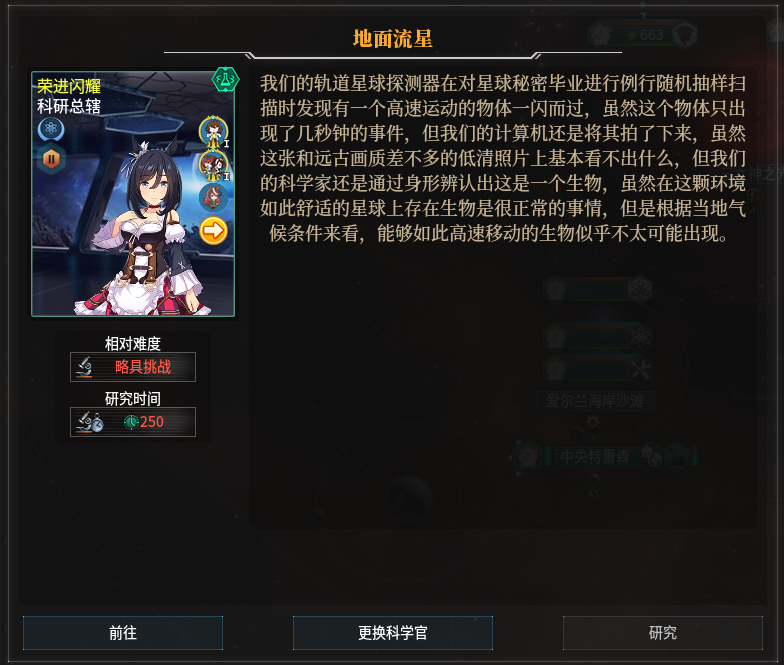 地面流星
荣进闪耀
科研总辖
II
I
I
我们的轨道星球探测器在对星球秘密毕业进行例行随机抽样扫
描时发现有一个高速运动的物体一闪而过，虽然这个物体只出
现了几秒钟的事件，但我们的计算机还是将其拍了下来，虽然
这张和远古画质差不多的低清照片上基本看不出什么，但我们
的科学家还是通过身形辨认出这是一个生物，虽然在这颗环境
如此舒适的星球上存在生物是很正常的事情，但是根据当地气
候条件来看，能够如此高速移动的生物似乎不太可能出现。
相对难度
略具挑战
研究时间
250
663
爱尔兰海岸沙滩
中央特雷森
前往
更换科学官
研究